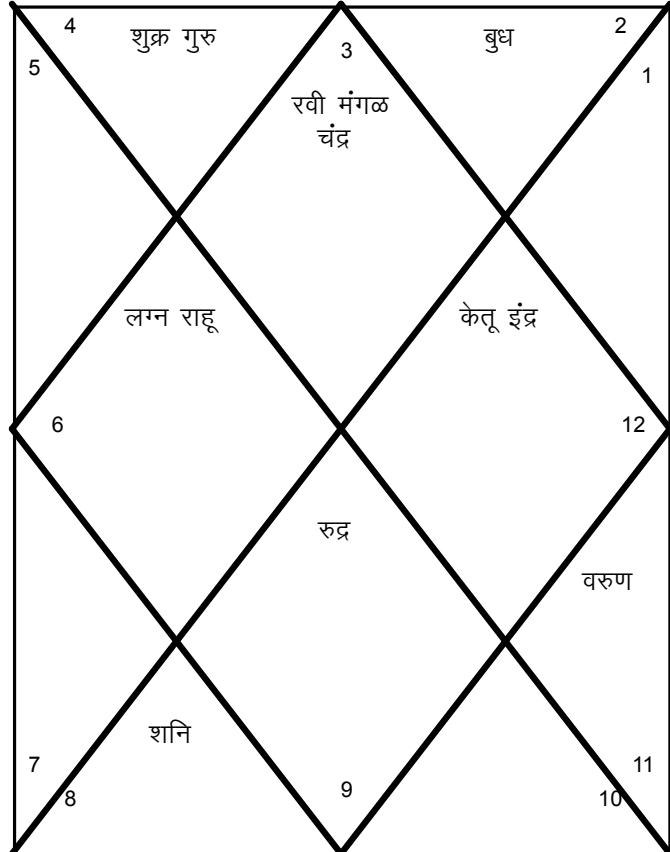 4
शुक्र गुरु
3
बुध
2
5
1
रवी मंगळ
चंद्र
लग्न राहू
केतू इंद्र
6
12
रुद्र
वरुण
शनि
7
9
11
8
10